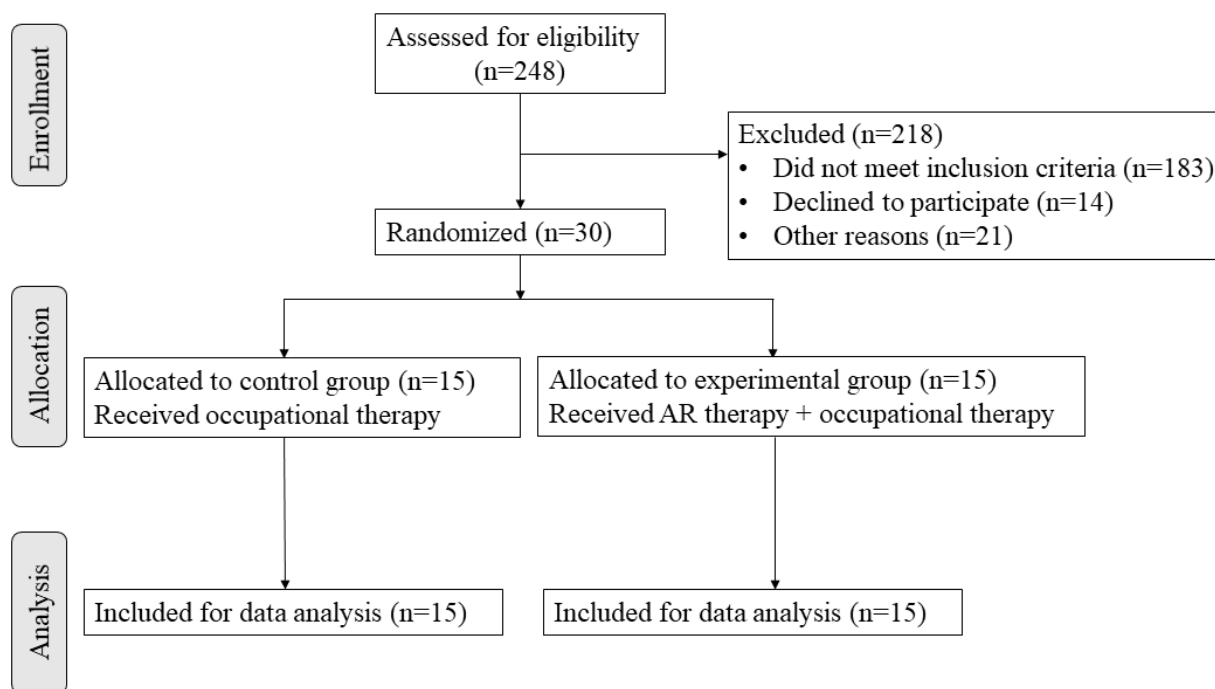 Enrollment
Assessed for eligibility
(n=248)
Excluded (n=218)
• Did not meet inclusion criteria (n=183)
• Declined to participate (n=14)
• Other reasons (n=21)
Randomized (n=30)
Allocation
Allocated to control group (n=15)
Received occupational therapy
Allocated to experimental group (n=15)
Received AR therapy + occupational therapy
Analysis
Included for data analysis (n=15)
Included for data analysis (n=15)